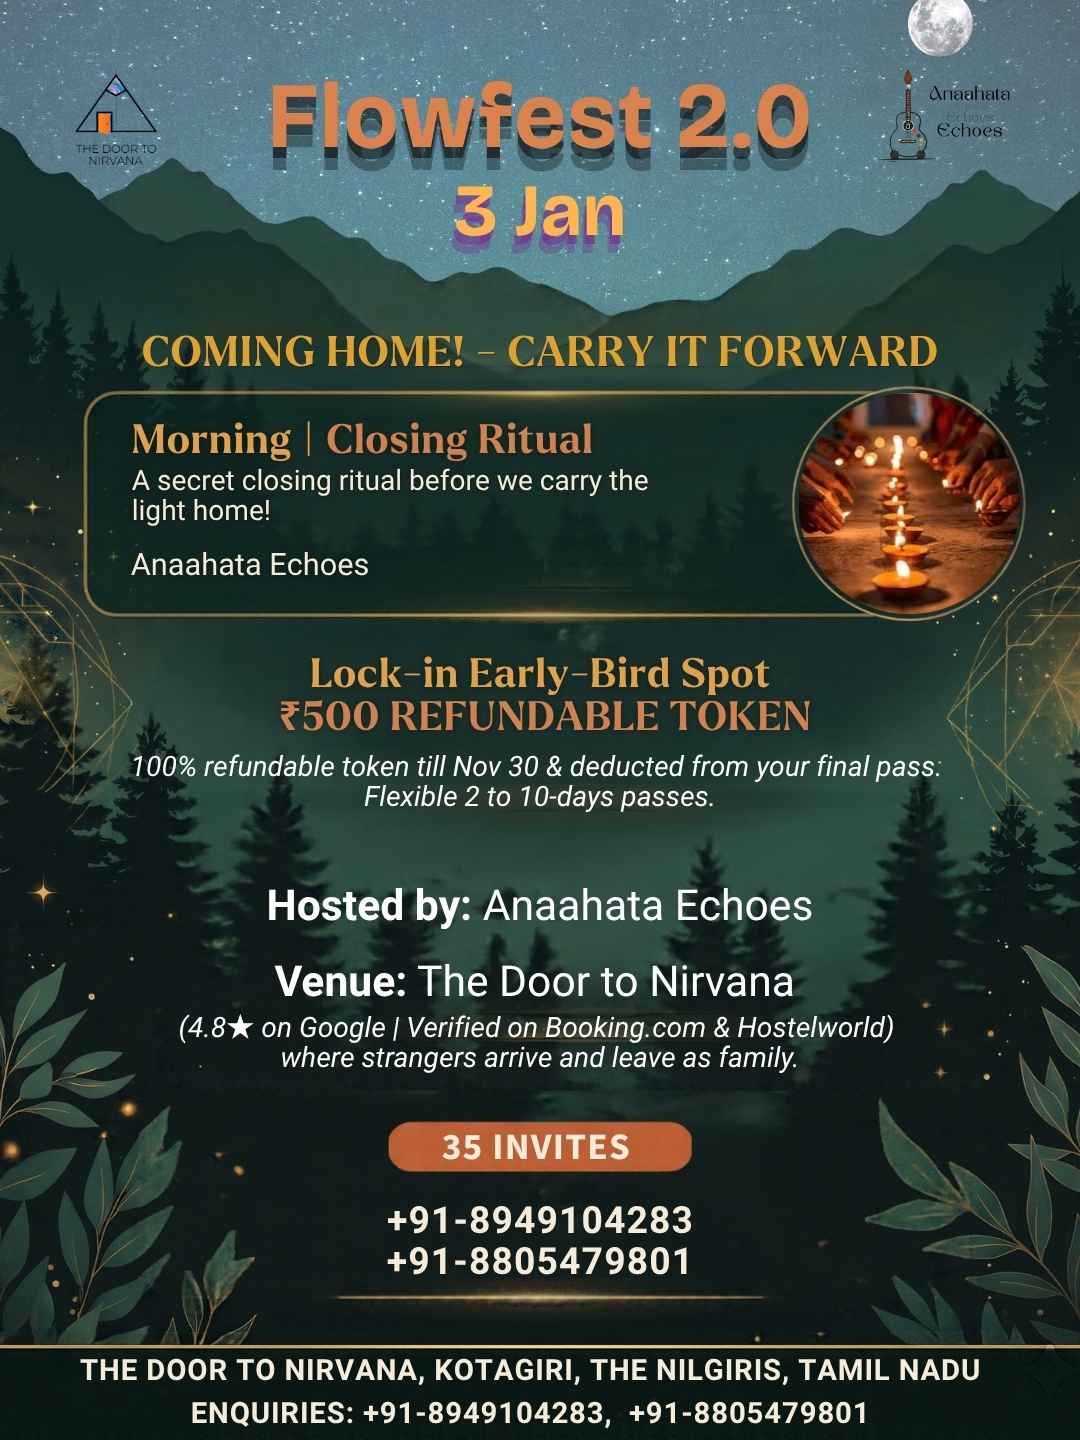 THE DOOR TO
NIRVANA
Flowfest 2.0
Anaahata
Echoes
Echoes
3 Jan
COMING HOME! - CARRY IT FORWARD
Morning | Closing Ritual
A secret closing ritual before we carry the
light home!
Anaahata Echoes
Lock-in Early-Bird Spot
₹500 REFUNDABLE TOKEN
100% refundable token till Nov 30 & deducted from your final pass.
Flexible 2 to 10-days passes.
Hosted by: Anaahata Echoes
Venue: The Door to Nirvana
(4.8★ on Google | Verified on Booking.com & Hostelworld)
where strangers arrive and leave as family.
35 INVITES
+91-8949104283
+91-8805479801
THE DOOR TO NIRVANA, KOTAGIRI, THE NILGIRIS, TAMIL NADU
ENQUIRIES: +91-8949104283, +91-8805479801